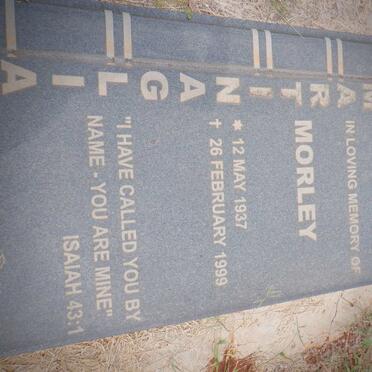 MARTINAGLIA
IN LOVING MEMORY OF
MORLEY
* 12 MAY 1937
† 26 FEBRUARY 1999
"I HAVE CALLED YOU BY
NAME - YOU ARE MINE"
ISAIAH 43:1